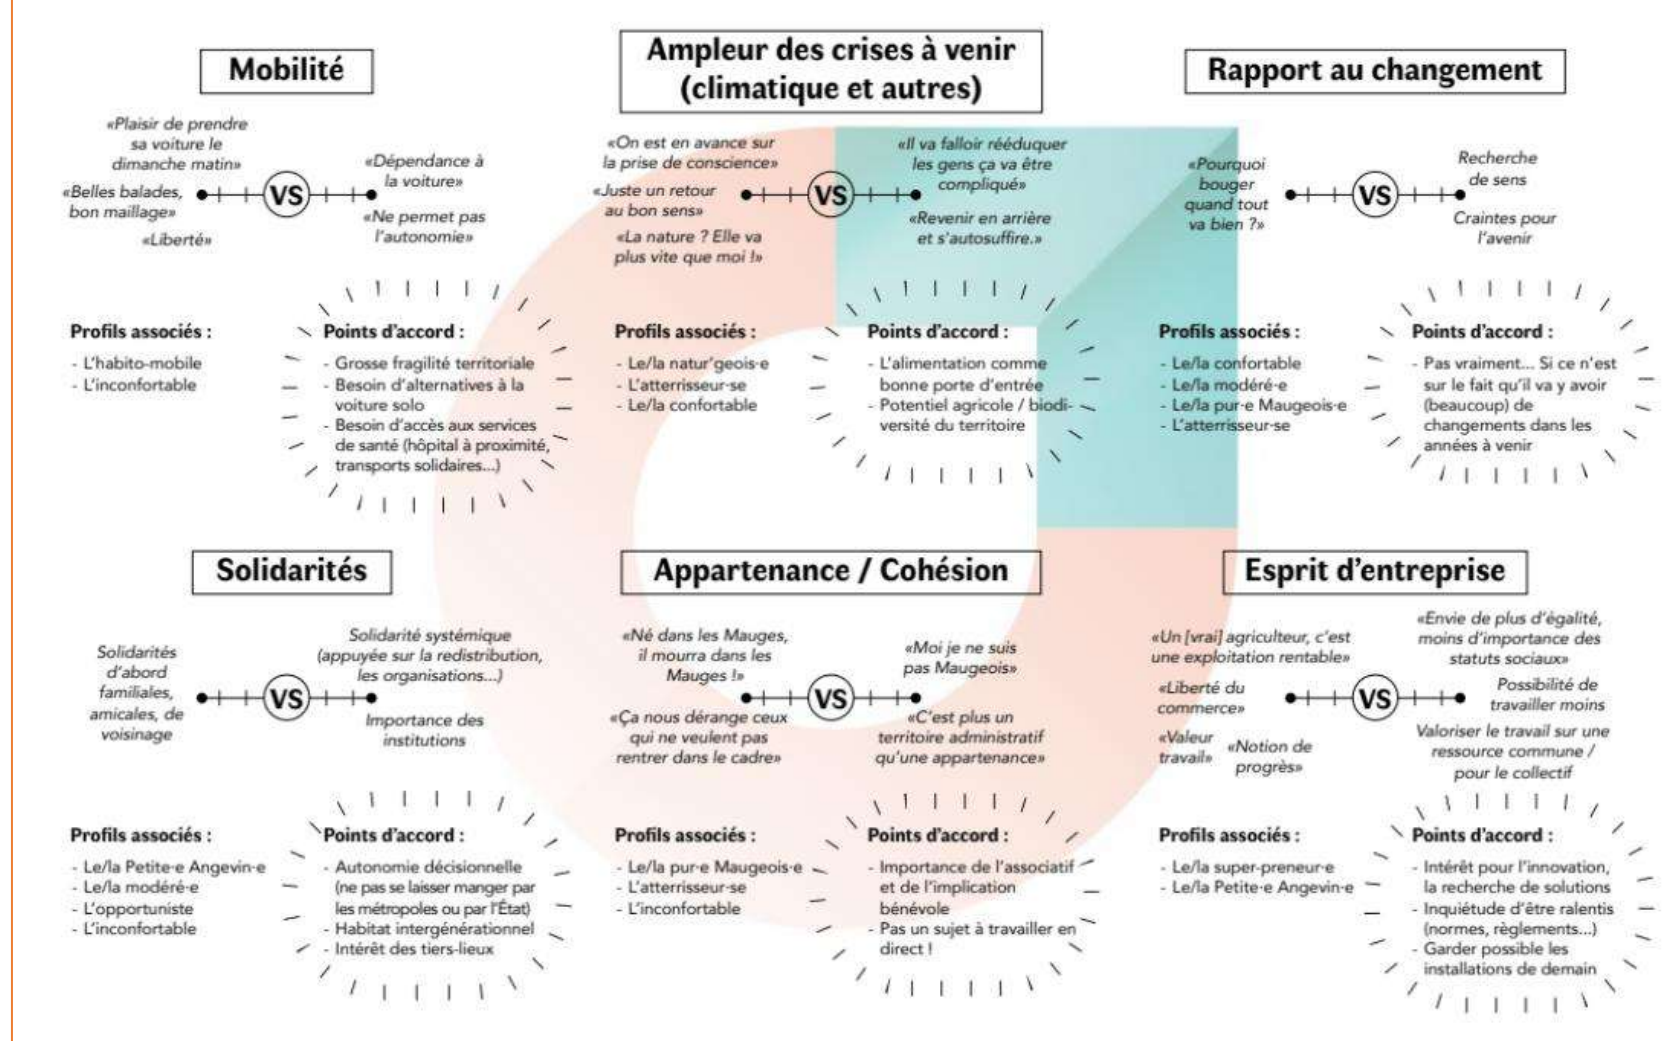 Mobilité
«Plaisir de prendre
sa voiture le
dimanche matin»
«Belles balades,
bon maillage»
«Liberté»
VS
«Dépendance à
la voiture»
«Ne permet pas
l'autonomie»
Profils associés :
- L'habito-mobile
- L'inconfortable
Points d'accord :
- Grosse fragilité territoriale
- Besoin d'alternatives à la
voiture solo
- Besoin d'accès aux services
de santé (hôpital à proximité,
transports solidaires...)
Ampleur des crises à venir
(climatique et autres)
«On est en avance sur
la prise de conscience»
«Juste un retour
au bon sens»
«La nature ? Elle va
plus vite que moi !»
VS
«Il va falloir rééduquer
les gens ça va être
compliqué»
«Revenir en arrière
et s'autosuffire.»
Profils associés :
- Le/la natur'geois·e
- L'atterrisseur·se
- Le/la confortable
Points d'accord :
- L'alimentation comme
bonne porte d'entrée
- Potentiel agricole / biodi-
versité du territoire
Rapport au changement
«Pourquoi
bouger
quand tout
va bien ?»
VS
Recherche
de sens
Craintes pour
l'avenir
Profils associés :
- Le/la confortable
- Le/la modéré·e
- Le/la pur·e Maugeois·e
- L'atterrisseur·se
Points d'accord :
- Pas vraiment... Si ce n'est
sur le fait qu'il va y avoir
(beaucoup) de
changements dans les
années à venir
Solidarités
Solidarités
d'abord
familiales,
amicales, de
voisinage
VS
Solidarité systémique
(appuyée sur la redistribution,
les organisations...)
Importance des
institutions
Profils associés :
- Le/la Petite·e Angevin·e
- Le/la modéré·e
- L'opportuniste
- L'inconfortable
Points d'accord :
- Autonomie décisionnelle
(ne pas se laisser manger par
les métropoles ou par l'État)
- Habitat intergénérationnel
- Intérêt des tiers-lieux
Appartenance / Cohésion
«Né dans les Mauges,
il mourra dans les
Mauges !»
«Ça nous dérange ceux
qui ne veulent pas
rentrer dans le cadre»
VS
«Moi je ne suis
pas Maugeois»
«C'est plus un
territoire administratif
qu'une appartenance»
Profils associés :
- Le/la pur·e Maugeois·e
- L'atterrisseur·se
- L'inconfortable
Points d'accord :
- Importance de l'associatif
et de l'implication
bénévole
- Pas un sujet à travailler en
direct !
Esprit d'entreprise
«Un [vrai] agriculteur, c'est
une exploitation rentable»
«Liberté du
commerce»
«Valeur
travail»
«Notion de
progrès»
VS
«Envie de plus d'égalité,
moins d'importance des
statuts sociaux»
Possibilité de
travailler moins
Valoriser le travail sur une
ressource commune /
pour le collectif
Profils associés :
- Le/la super-preneur·e
- Le/la Petite·e Angevin·e
Points d'accord :
- Intérêt pour l'innovation,
la recherche de solutions
- Inquiétude d'être ralentis
(normes, règlements...)
- Garder possible les
installations de demain